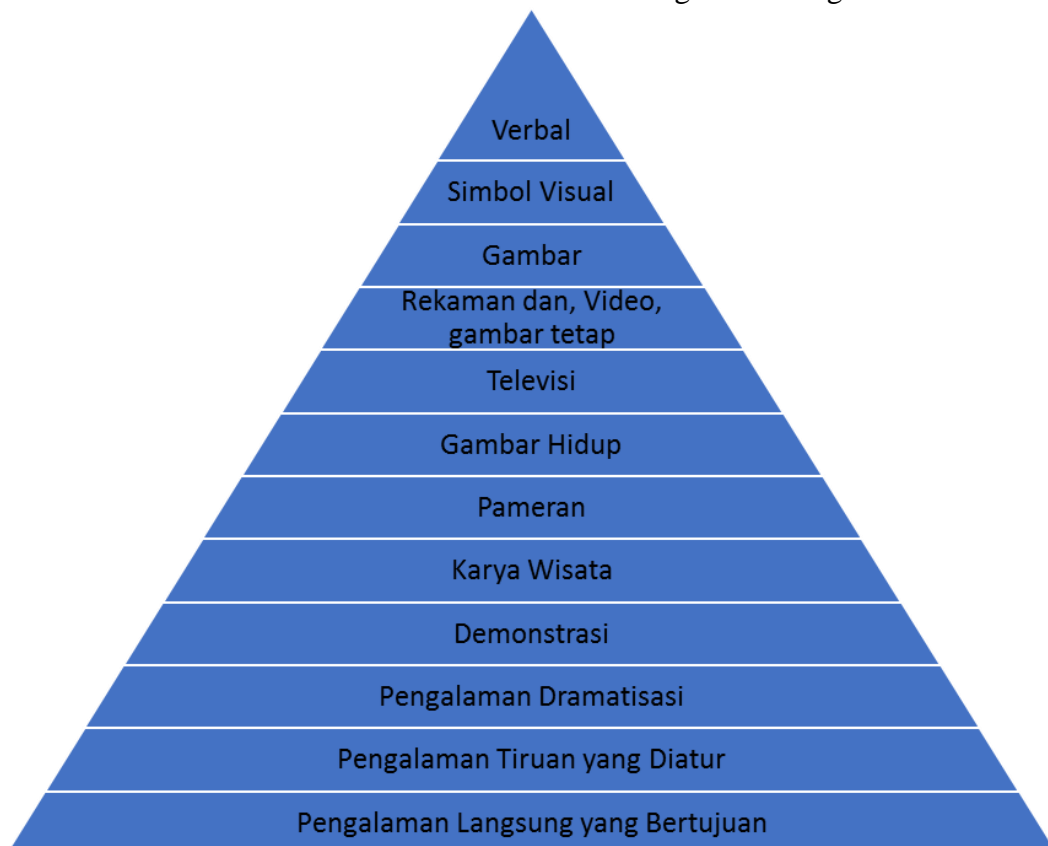 Verbal
Simbol Visual
Gambar
Rekaman dan, Video,
gambar tetap
Televisi
Gambar Hidup
Pameran
Karya Wisata
Demonstrasi
Pengalaman Dramatisasi
Pengalaman Tiruan yang Diatur
Pengalaman Langsung yang Bertujuan